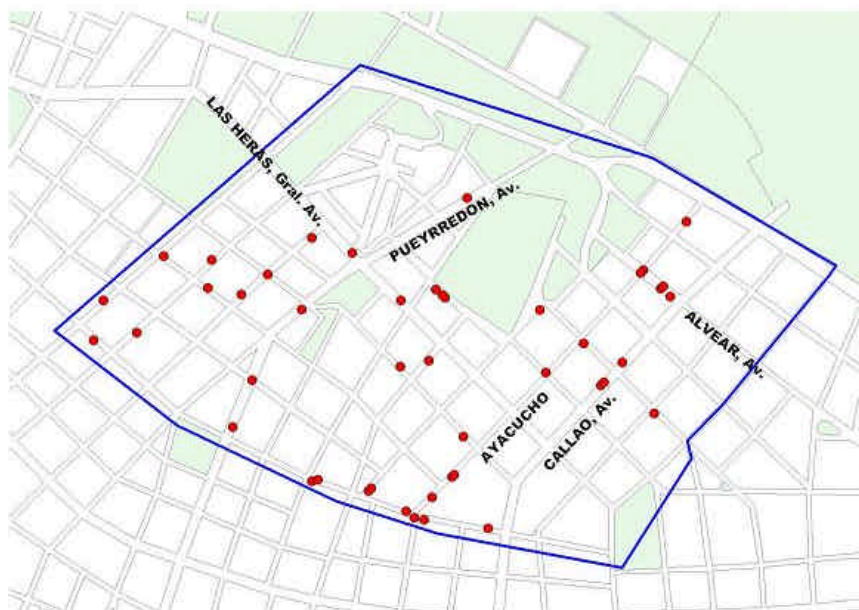 LAS HERAS, Gral. Av.
PUEYRREDON, Av.
ALVEAR, Av.
AYACUCHO
CALLAO, Av.